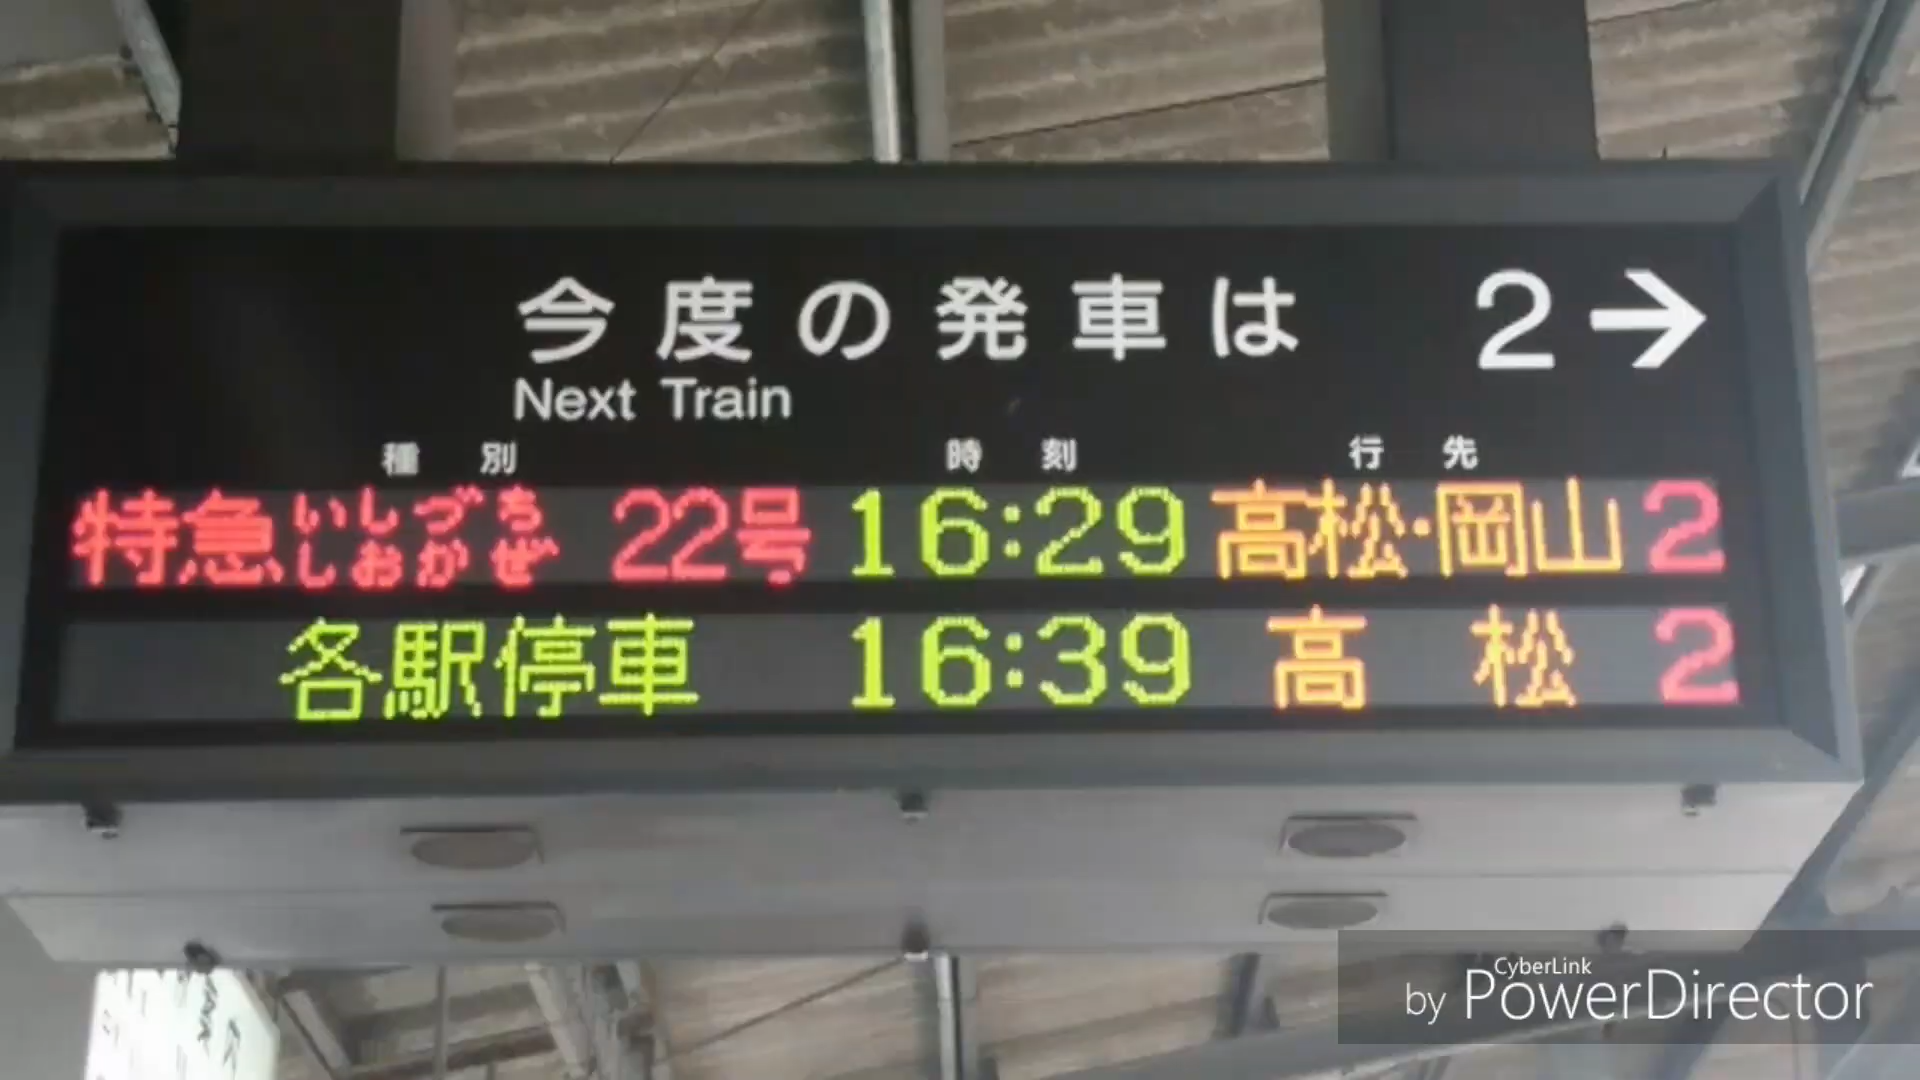 今度の発車は 2→
Next Train
種別 時刻 行先
特急 いしづち しおかぜ 22号 16:29 高松・岡山 2
各駅停車 16:39 高松 2
CyberLink
by PowerDirector